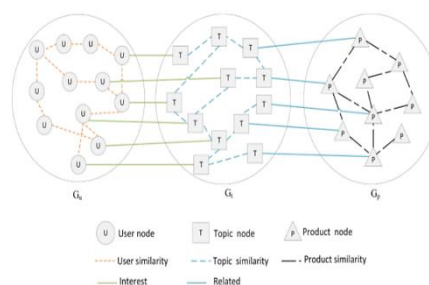 U U U U
U U
U U
U U
U
U
T T T
T T
T T
T T
T
T T
P
P
P P
P
P
P P
P
Gu Gt Gp
U User node T Topic node P Product node
User similarity Topic similarity Product similarity
Interest Related